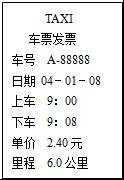 TAXI
车票发票
车号 A-88888
日期 04-01-08
上车 9：00
下车 9：08
单价 2.40元
里程 6.0公里